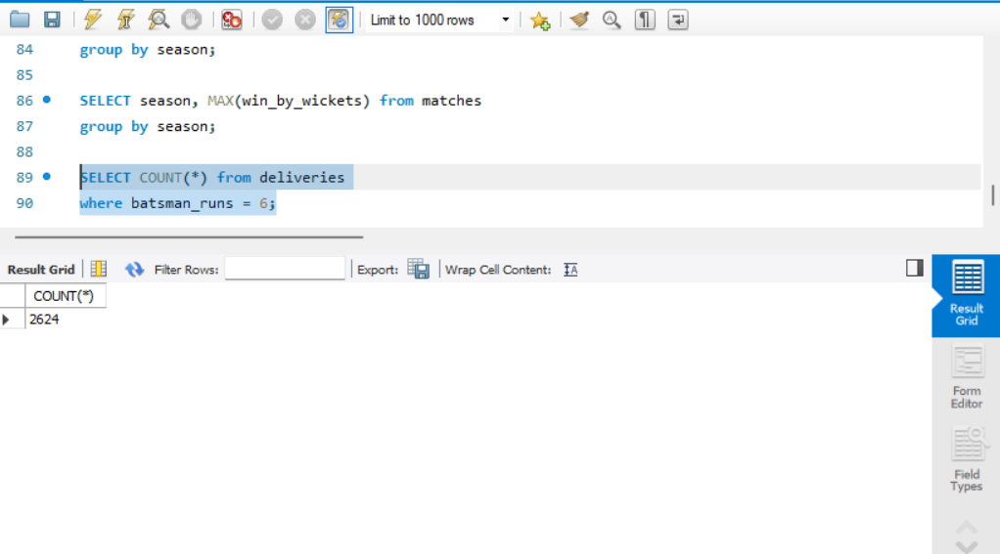 Limit to 1000 rows
84 group by season;
85
86 SELECT season, MAX(win_by_wickets) from matches
87 group by season;
88
89 SELECT COUNT(*) from deliveries
90 where batsman_runs = 6;
Result Grid Filter Rows: Export: Wrap Cell Content: IA
COUNT(*)
2624
Result
Grid
Form
Editor
Field
Types